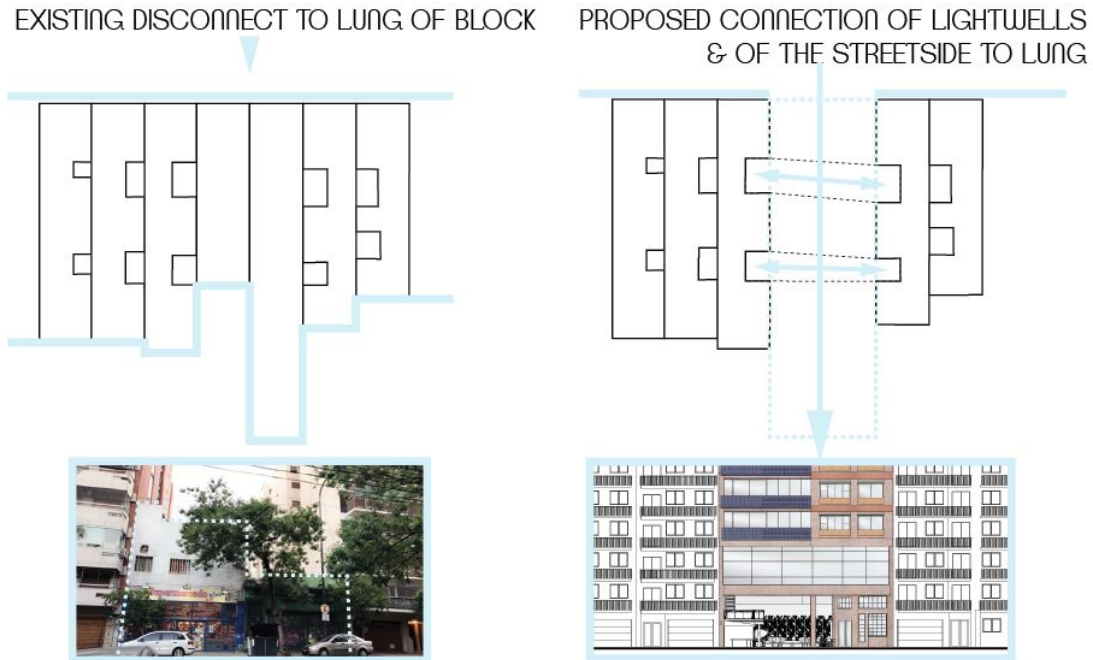 EXISTING DISCONNECT TO LUNG OF BLOCK
PROPOSED CONNECTION OF LIGHTWELLS
& OF THE STREETSIDE TO LUNG